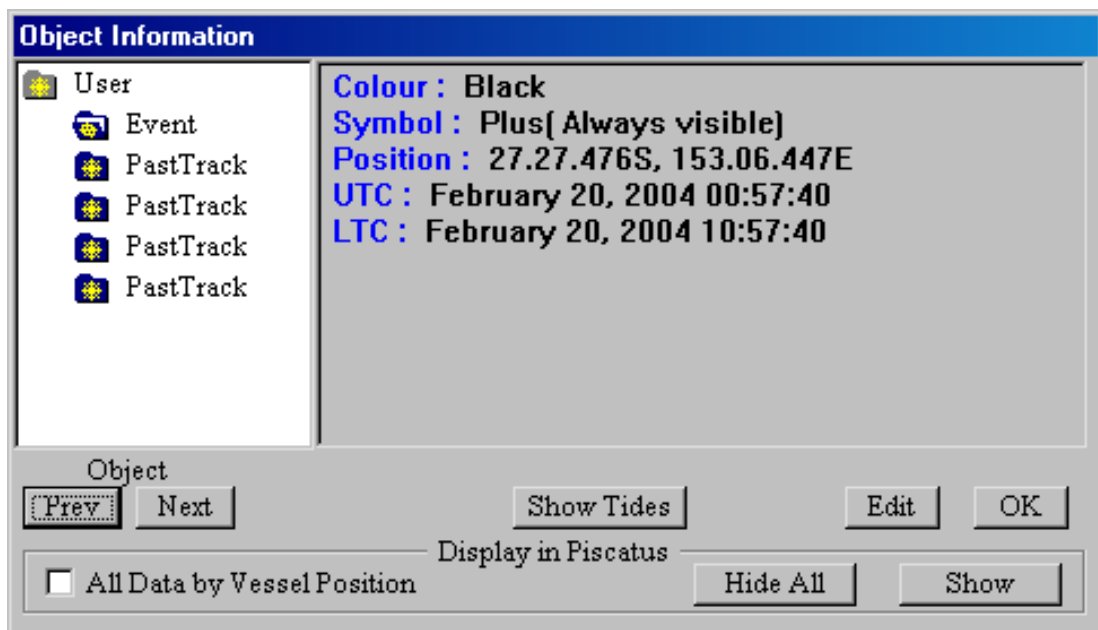 Object Information
User
Event
PastTrack
PastTrack
PastTrack
PastTrack
Colour : Black
Symbol : Plus( Always visible)
Position : 27.27.476S, 153.06.447E
UTC : February 20, 2004 00:57:40
LTC : February 20, 2004 10:57:40
Object
Prev Next Show Tides Edit OK
Display in Piscatus
All Data by Vessel Position Hide All Show